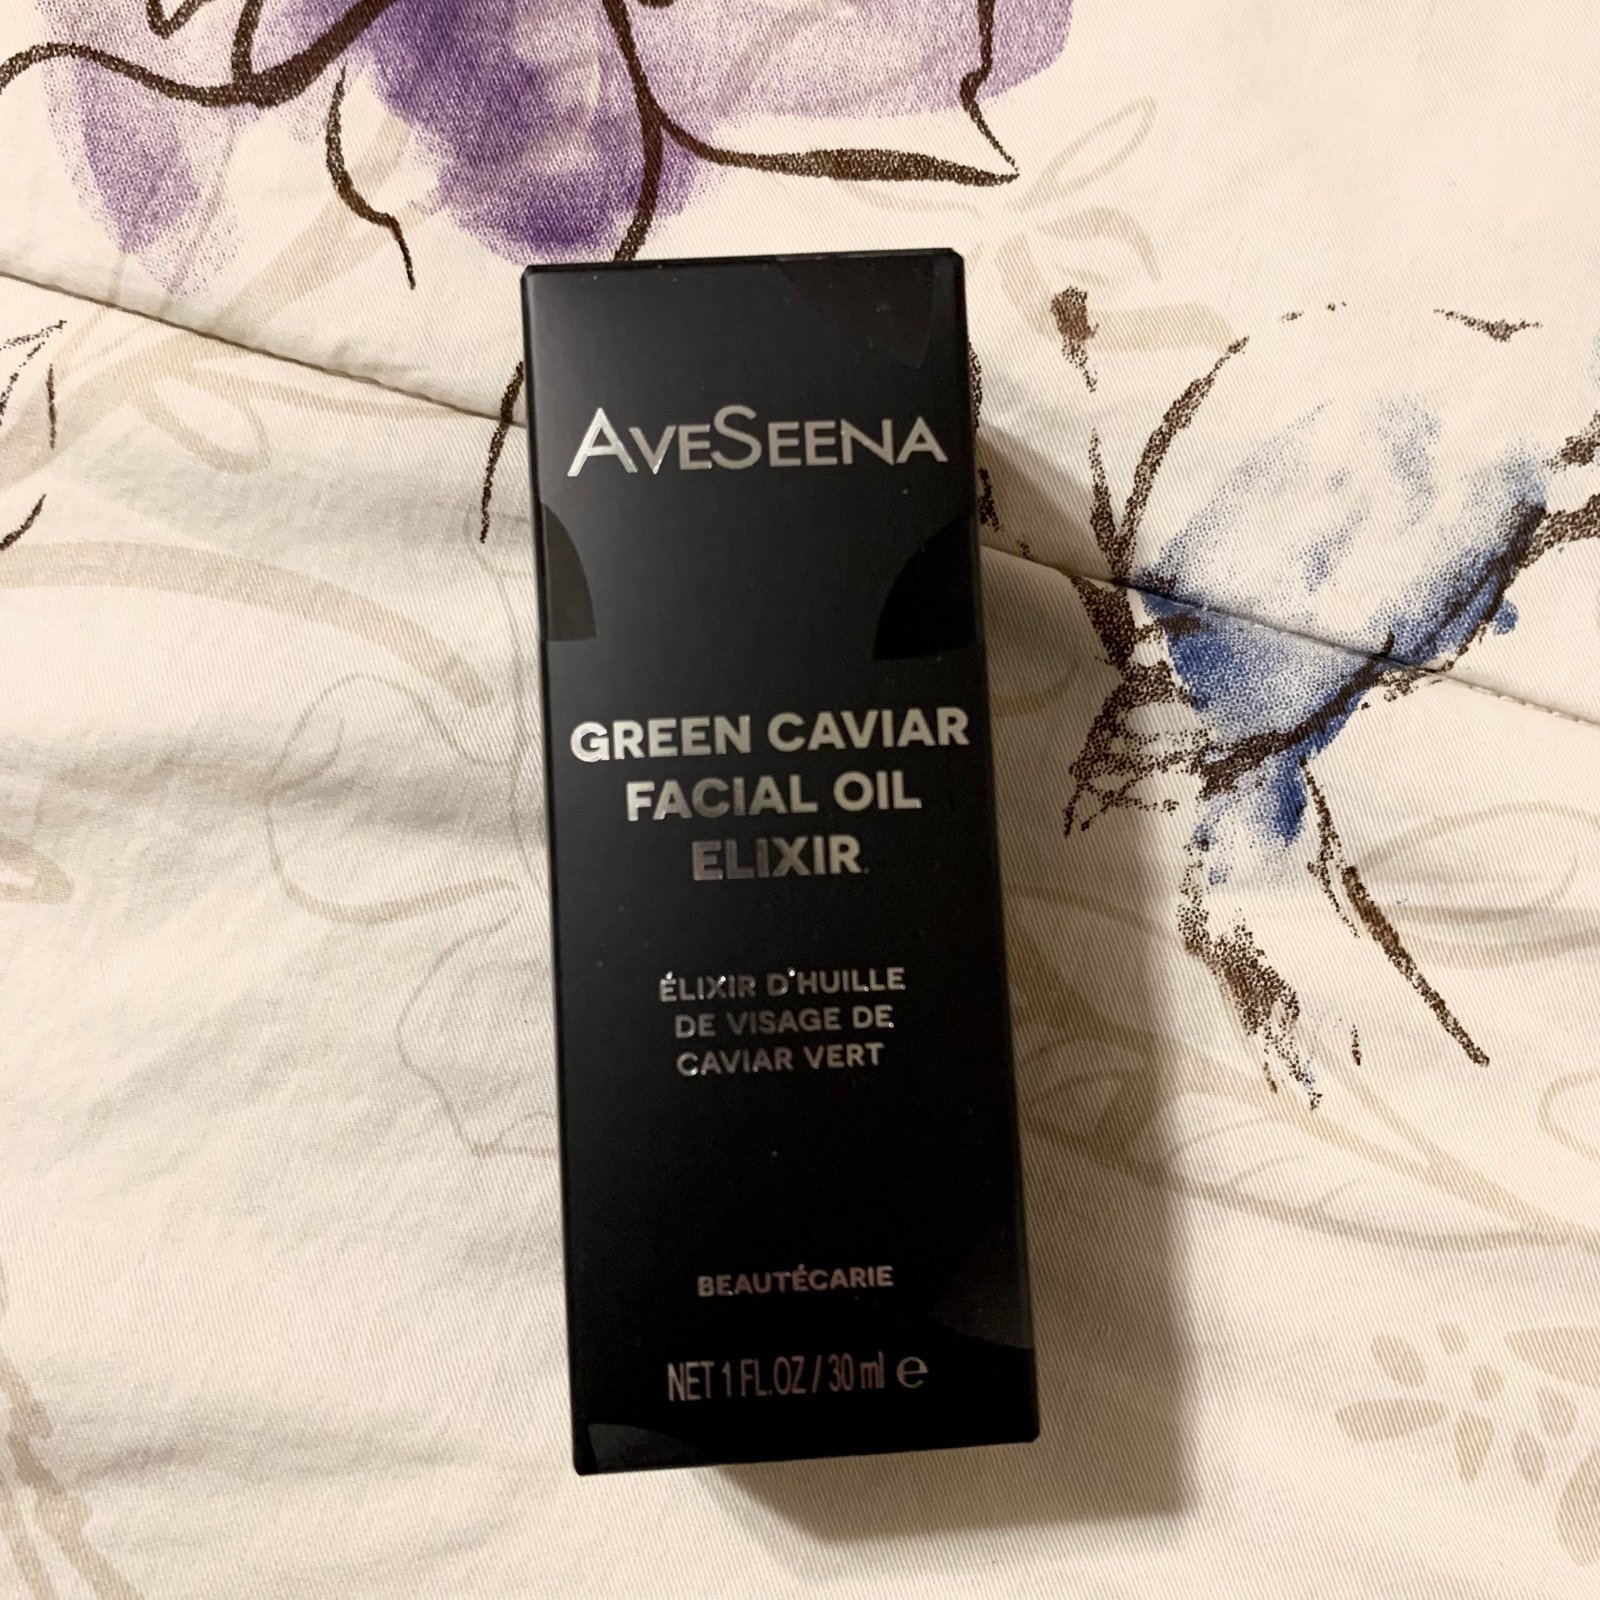 AVESEENA
GREEN CAVIAR
FACIAL OIL
ELIXIR
ÉLIXIR D'HUILLE
DE VISAGE DE
CAVIAR VERT
BEAUTÉCARIE
NET 1 FL.OZ / 30 ml ℮